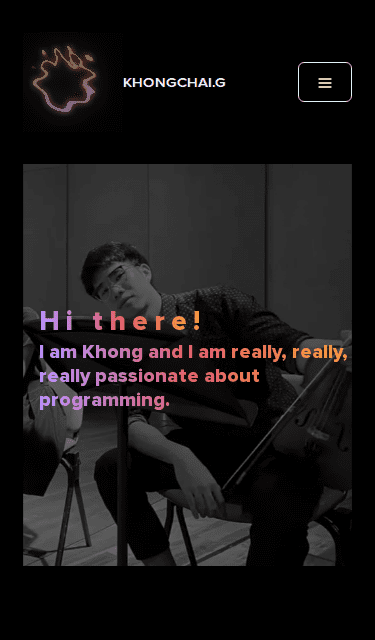 KHONGCHAI.G
Hi there!
I am Khong and I am really, really,
really passionate about
programming.